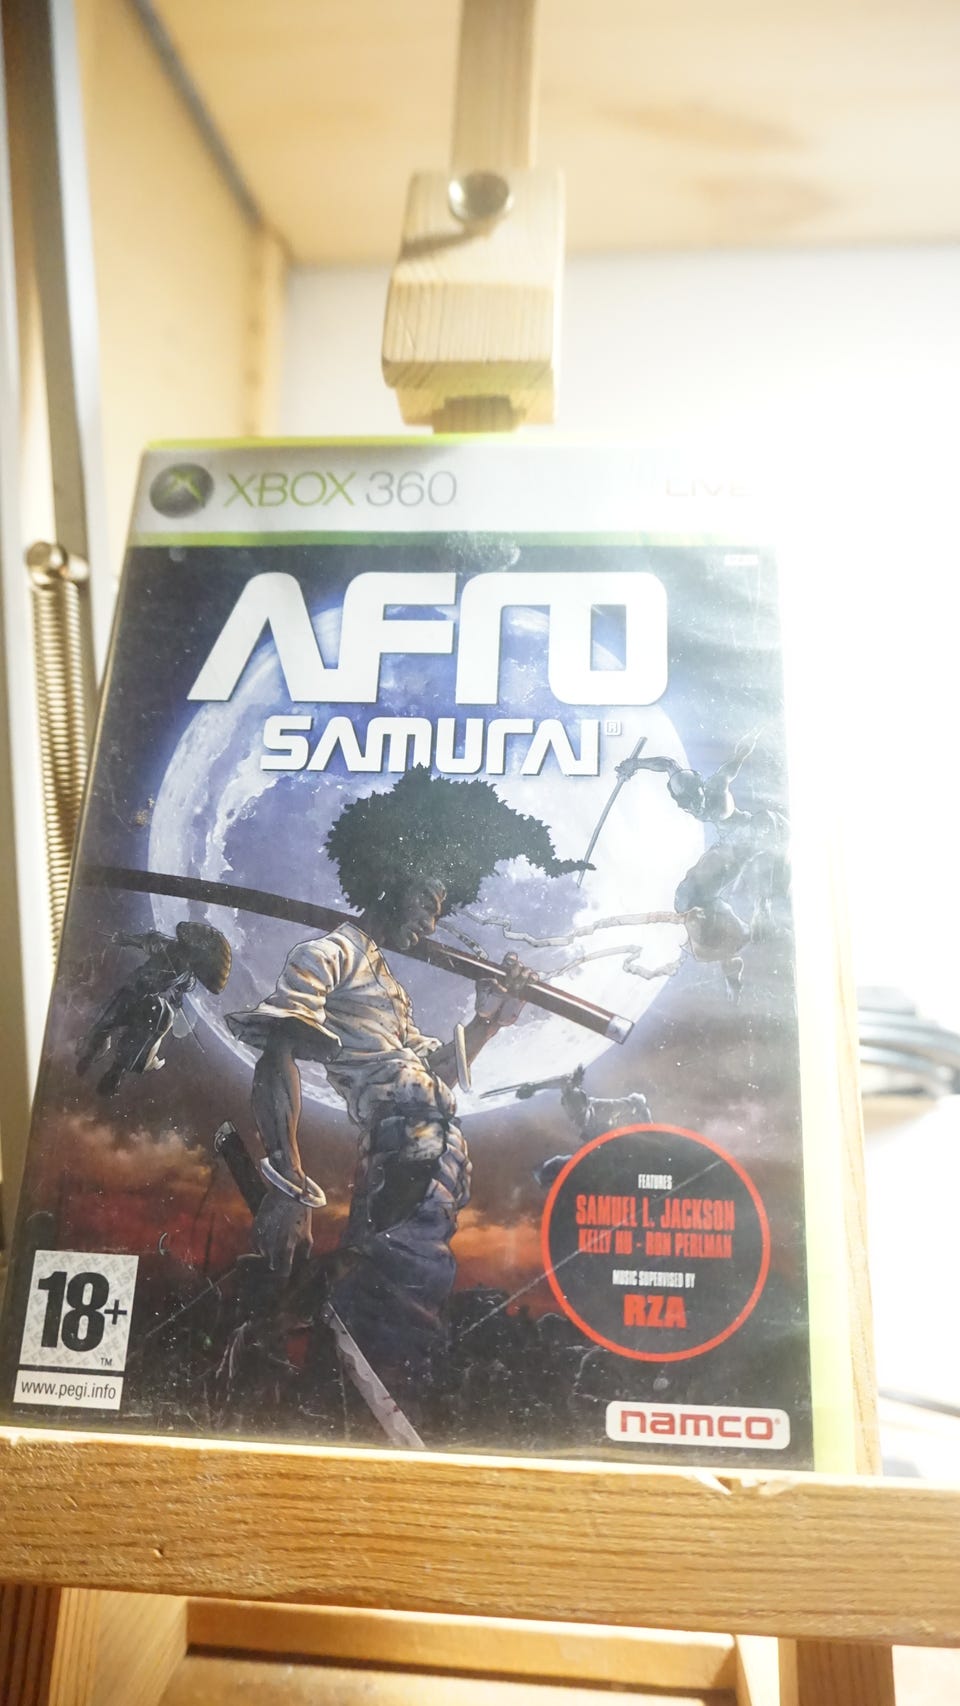 XBOX 360
LIVE
AFRO
SAMURAI®
FEATURES
SAMUEL L. JACKSON
KELLY HU - RON PERLMAN
MUSIC SUPERVISED BY
RZA
18+
TM
www.pegi.info
namco®